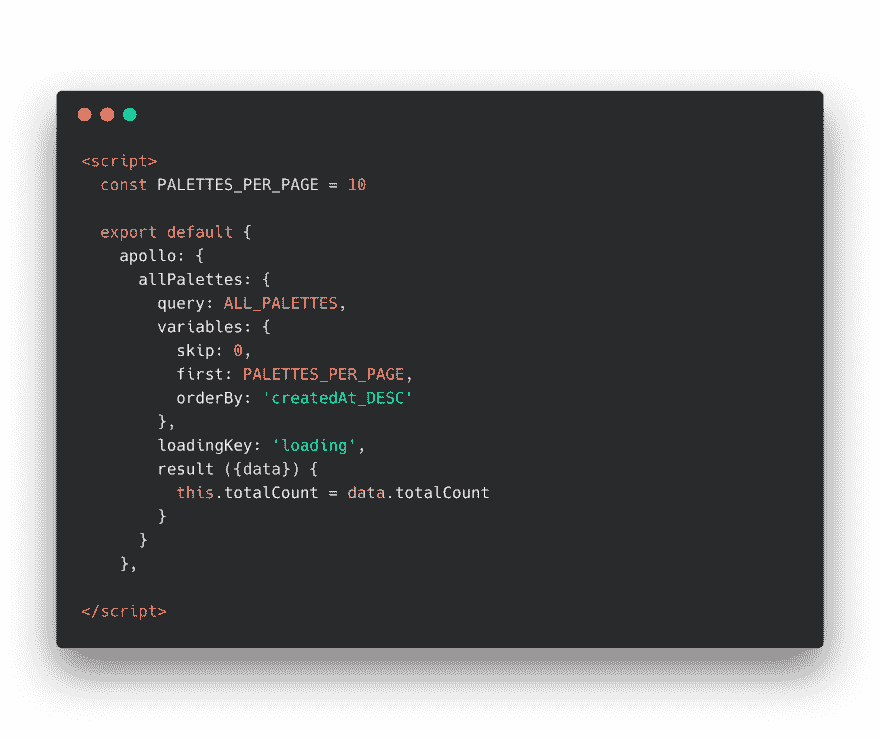 <script>
  const PALETTES_PER_PAGE = 10

  export default {
    apollo: {
      allPalettes: {
        query: ALL_PALETTES,
        variables: {
          skip: 0,
          first: PALETTES_PER_PAGE,
          orderBy: 'createdAt_DESC'
        },
        loadingKey: ‘loading’,
        result ({data}) {
          this.totalCount = data.totalCount
        }
      }
    },

</script>